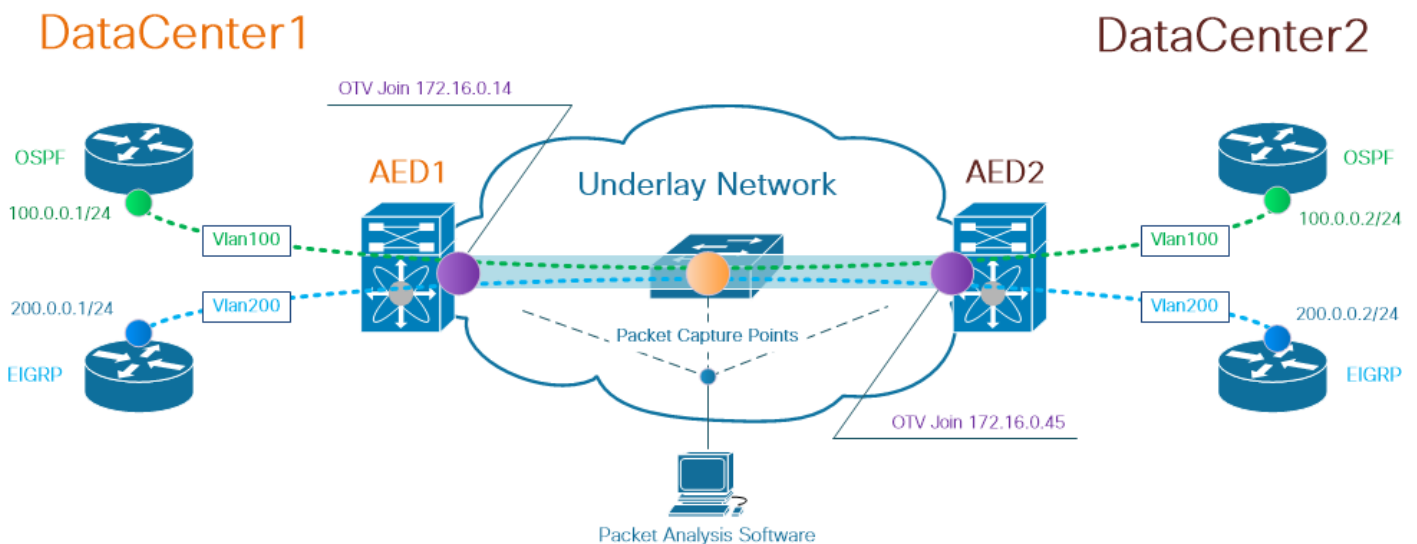 DataCenter1
DataCenter2
OTV Join 172.16.0.14
OSPF
AED1
Underlay Network
AED2
OSPF
100.0.0.1/24
100.0.0.2/24
Vlan100
Vlan100
200.0.0.1/24
Vlan200
Vlan200
200.0.0.2/24
Packet Capture Points
EIGRP
EIGRP
OTV Join 172.16.0.45
Packet Analysis Software